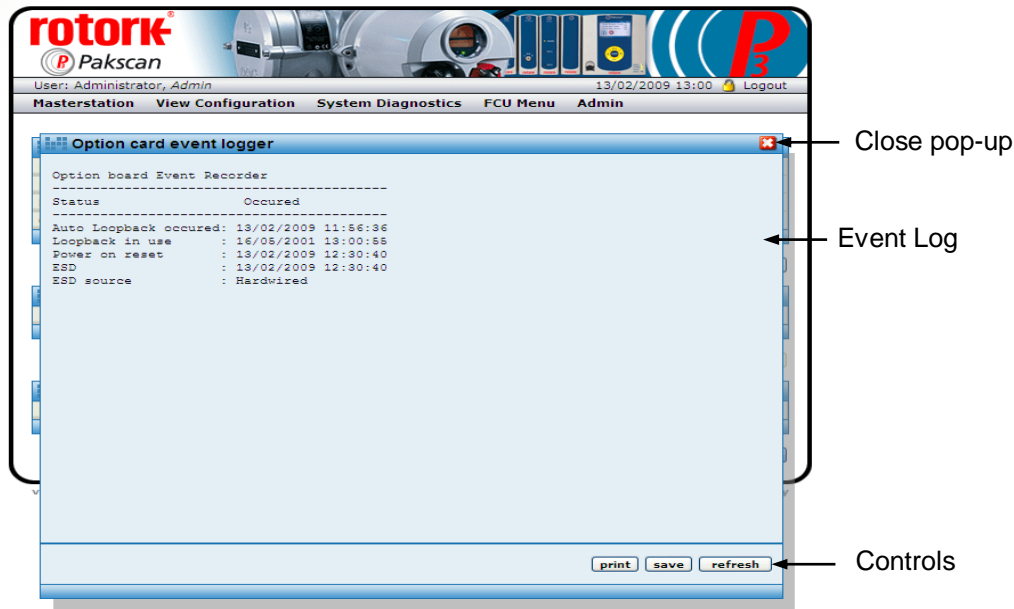 rotork®
P Pakscan
P3
User: Administrator, Admin 13/02/2009 13:00 Logout
Masterstation View Configuration System Diagnostics FCU Menu Admin
Option card event logger
Close pop-up
Option board Event Recorder
----------------------------------------
Status Occured
----------------------------------------
Auto Loopback occured: 13/02/2009 11:56:36
Loopback in use : 16/05/2001 13:00:55
Event Log
Power on reset : 13/02/2009 12:30:40
ESD : 13/02/2009 12:30:40
ESD source : Hardwired
print save refresh
Controls